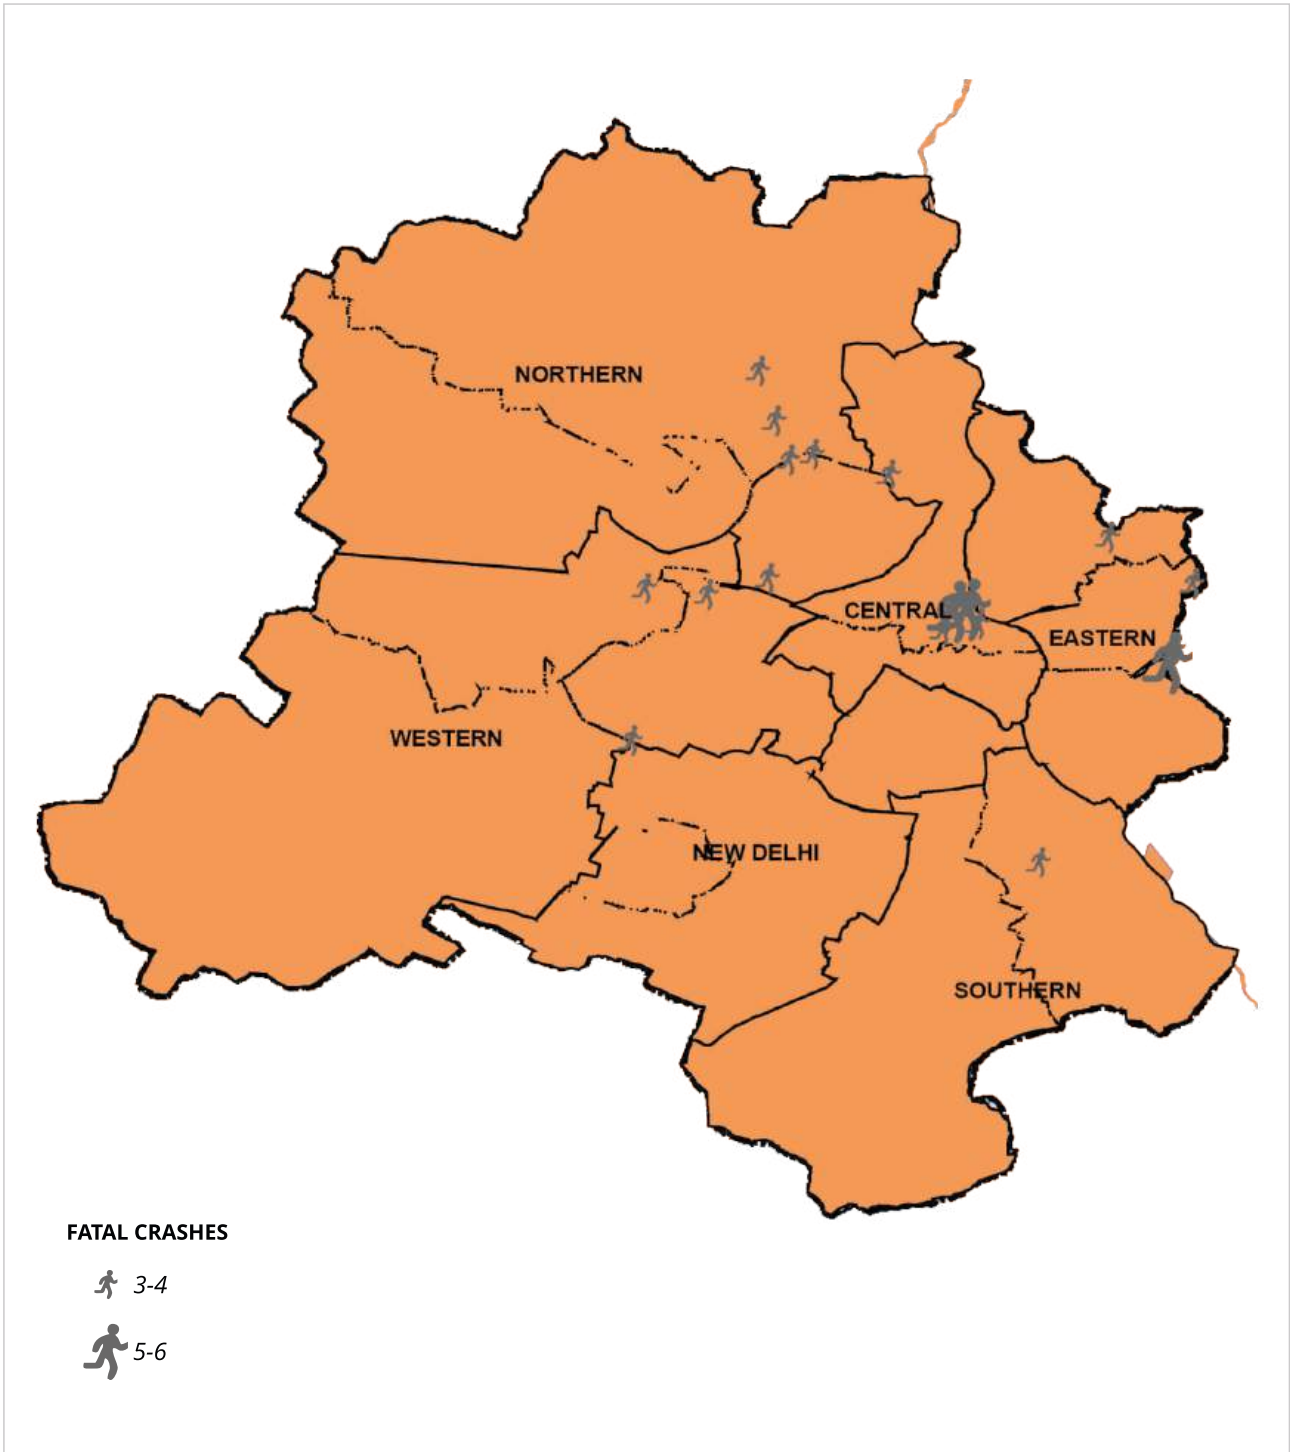 NORTHERN
CENTRAL
EASTERN
WESTERN
NEW DELHI
SOUTHERN
FATAL CRASHES
3-4
5-6